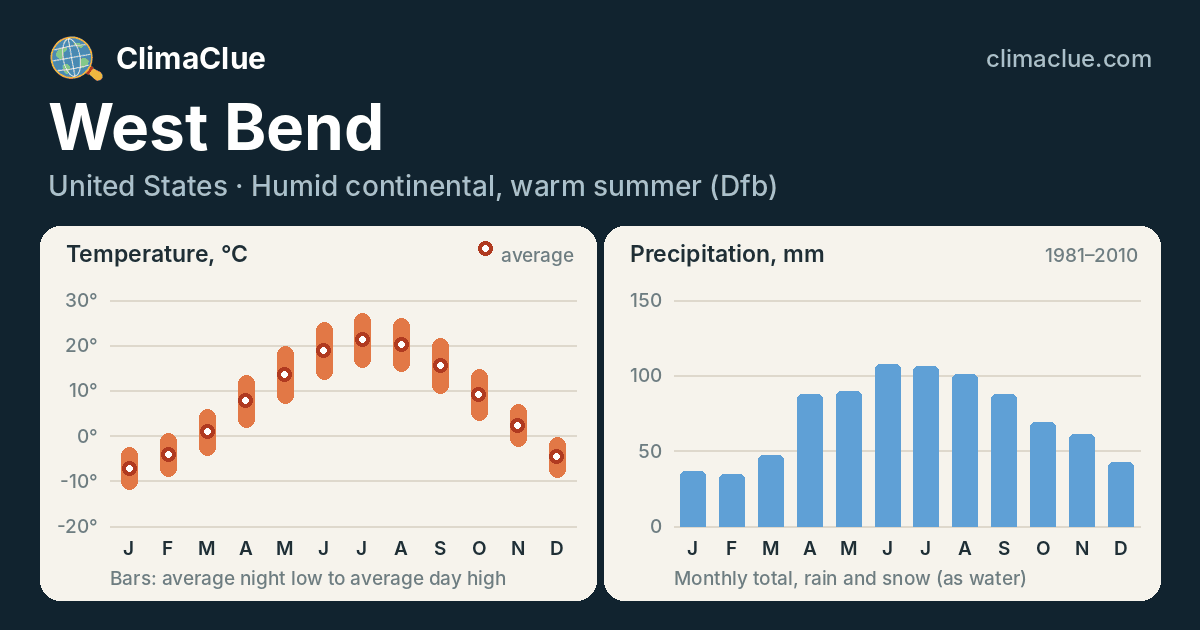 ClimaClue
climaclue.com
West Bend
United States · Humid continental, warm summer (Dfb)
Temperature, °C
average
30°
20°
10°
0°
-10°
-20°
J F M A M J J A S O N D
Bars: average night low to average day high
Precipitation, mm
1981–2010
150
100
50
0
J F M A M J J A S O N D
Monthly total, rain and snow (as water)